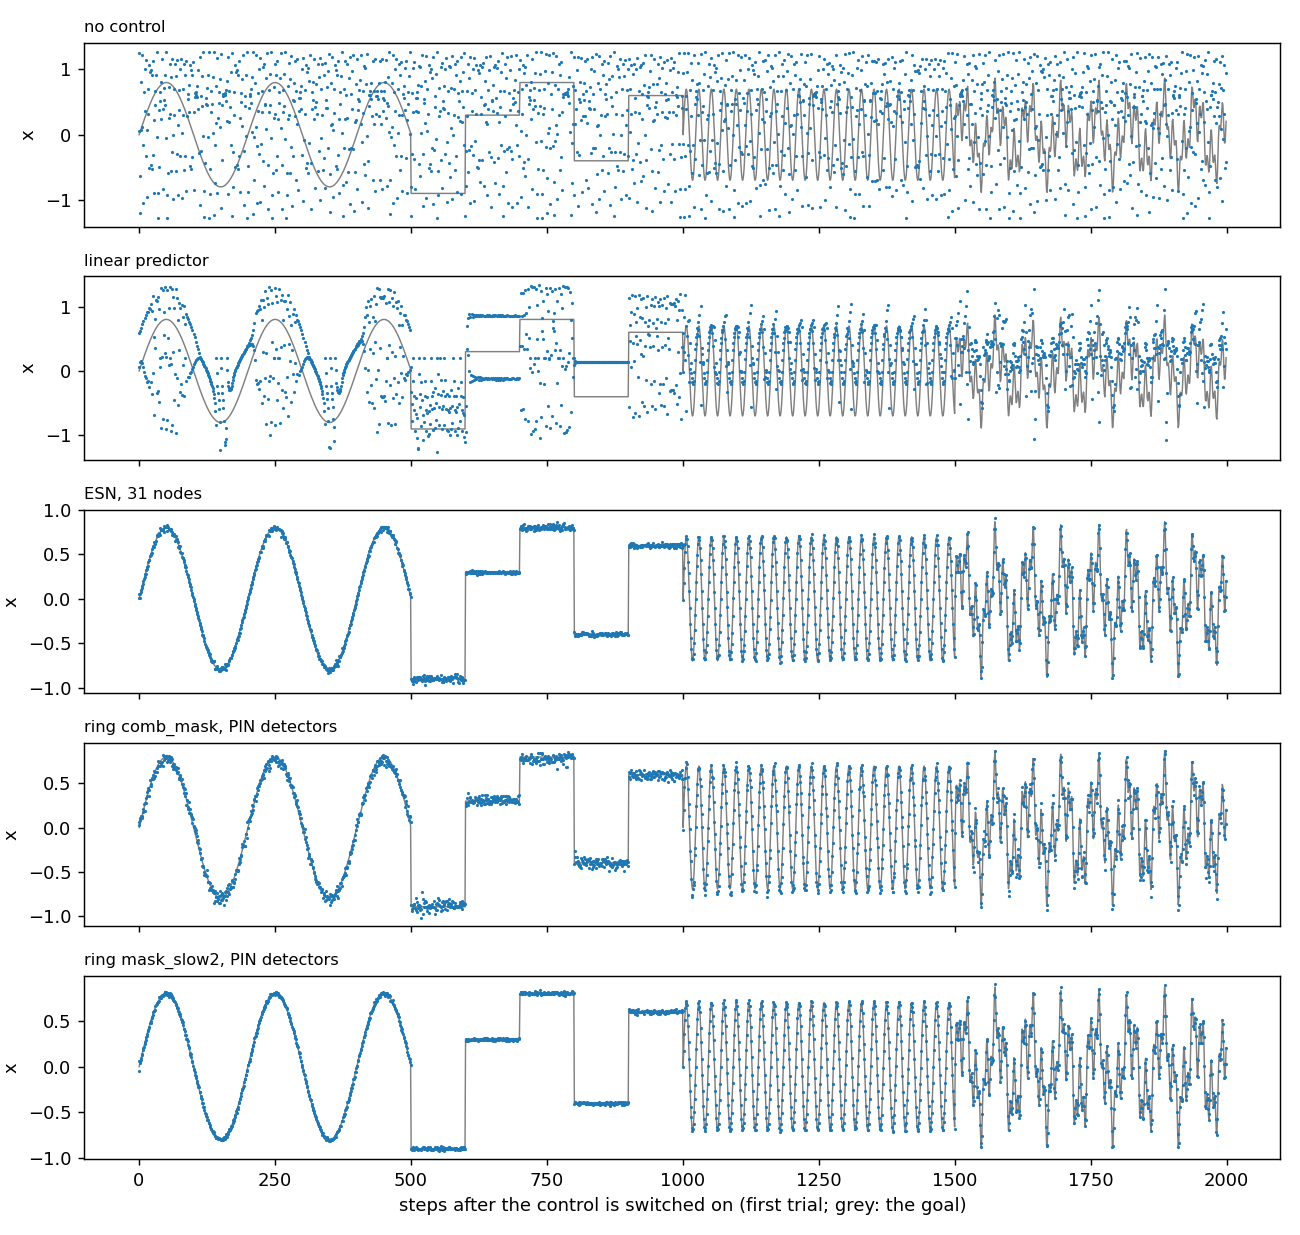 no control
1
0
−1
x
linear predictor
1
0
−1
x
ESN, 31 nodes
1.0
0.5
0.0
−0.5
−1.0
x
ring comb_mask, PIN detectors
0.5
0.0
−0.5
−1.0
x
ring mask_slow2, PIN detectors
0.5
0.0
−0.5
−1.0
x
0 250 500 750 1000 1250 1500 1750 2000
steps after the control is switched on (first trial; grey: the goal)